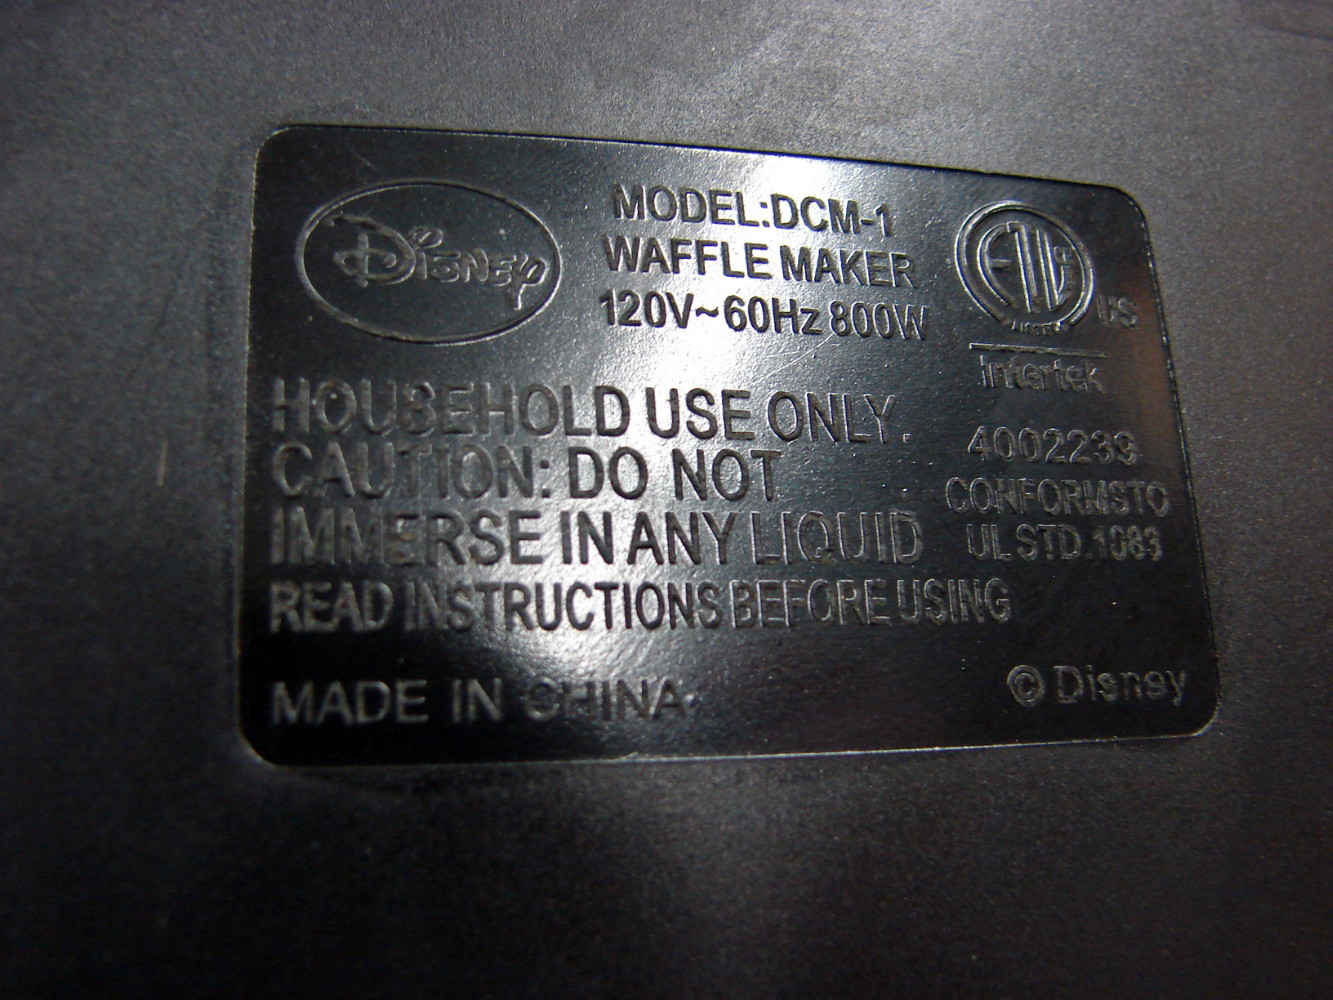 Disney
MODEL:DCM-1
WAFFLE MAKER
120V~60Hz 800W
US
Intertek
4002239
CONFORMSTO
UL STD.1083
HOUSEHOLD USE ONLY.
CAUTION: DO NOT
IMMERSE IN ANY LIQUID
READ INSTRUCTIONS BEFORE USING
MADE IN CHINA
© Disney